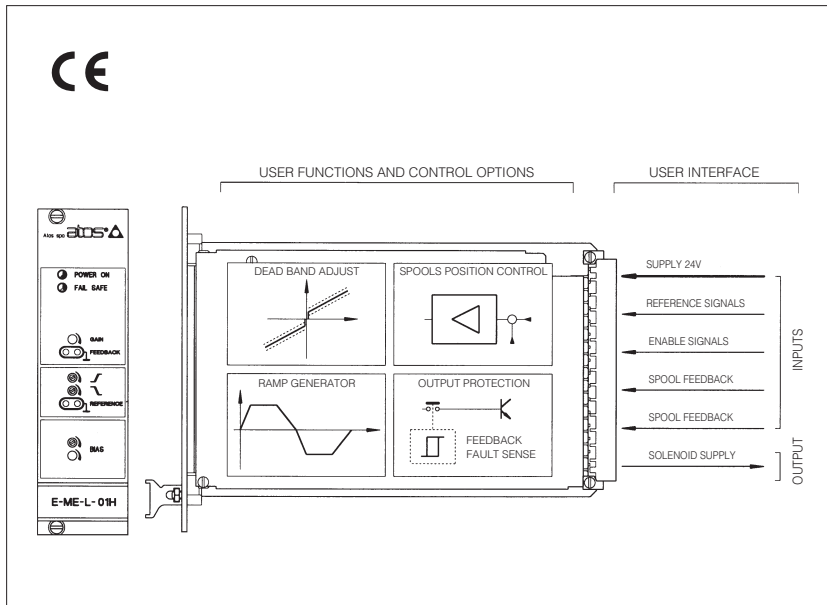 CE
USER FUNCTIONS AND CONTROL OPTIONS
USER INTERFACE
Atos spa atos
POWER ON
FAIL SAFE
GAIN
FEEDBACK
REFERENCE
BIAS
E-ME-L-01H
DEAD BAND ADJUST
SPOOLS POSITION CONTROL
RAMP GENERATOR
OUTPUT PROTECTION
FEEDBACK
FAULT SENSE
SUPPLY 24V
REFERENCE SIGNALS
ENABLE SIGNALS
SPOOL FEEDBACK
SPOOL FEEDBACK
SOLENOID SUPPLY
INPUTS
OUTPUT